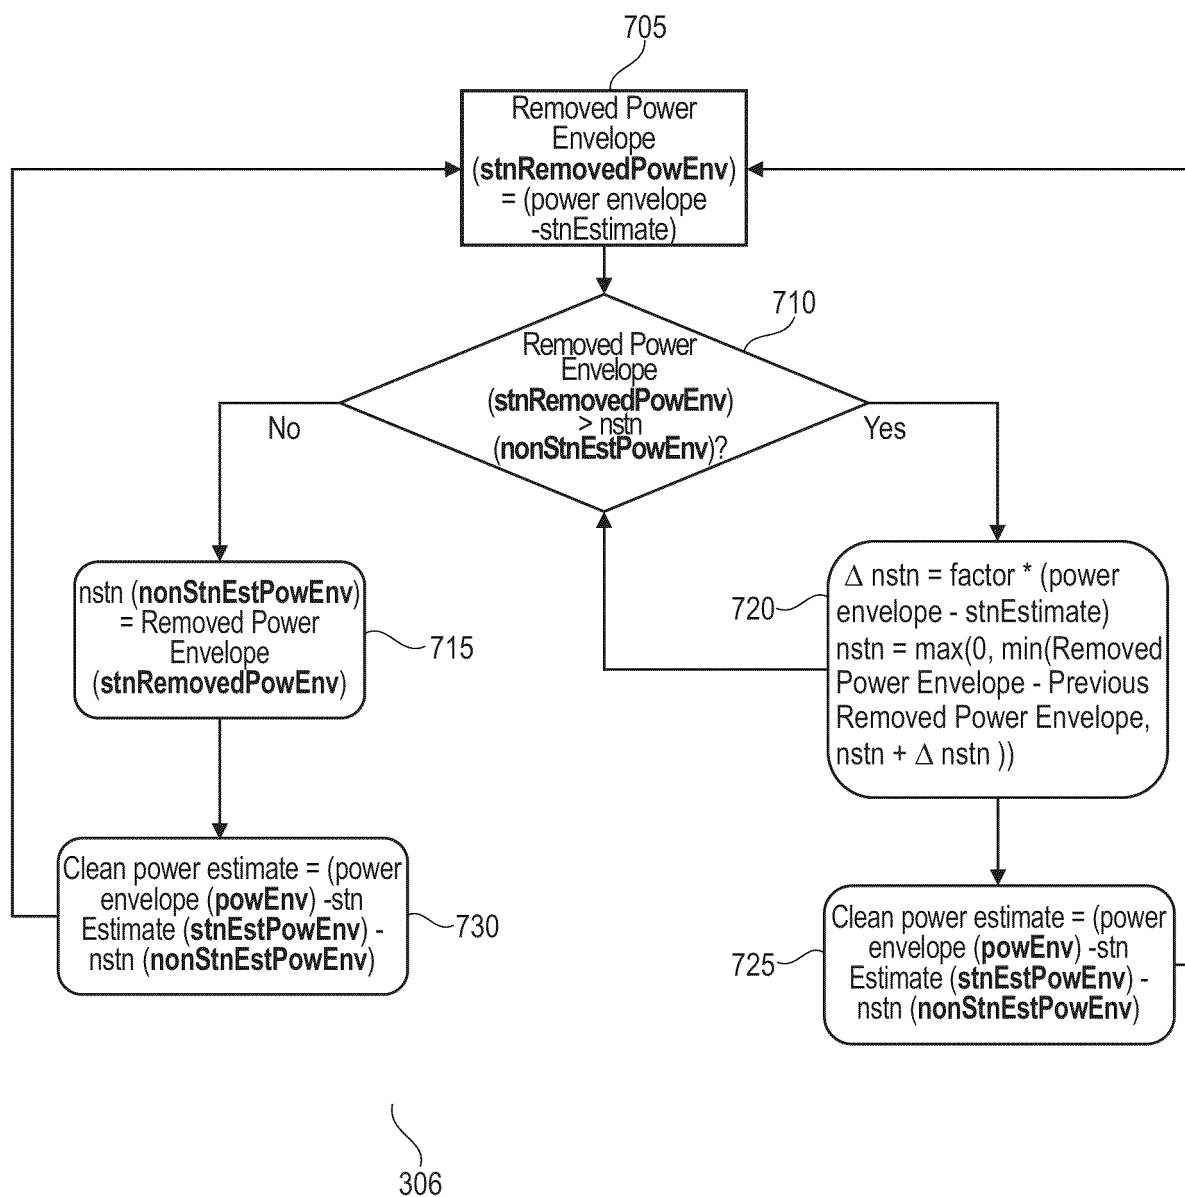 705
Removed Power
Envelope
(stnRemovedPowEnv)
= (power envelope
-stnEstimate)
710
Removed Power
Envelope
(stnRemovedPowEnv)
> nstn
(nonStnEstPowEnv)?
No
Yes
nstn (nonStnEstPowEnv)
= Removed Power
Envelope
(stnRemovedPowEnv)
715
720
Δ nstn = factor * (power
envelope - stnEstimate)
nstn = max(0, min(Removed
Power Envelope - Previous
Removed Power Envelope,
nstn + Δ nstn ))
Clean power estimate = (power
envelope (powEnv) -stn
Estimate (stnEstPowEnv) -
nstn (nonStnEstPowEnv)
730
725
Clean power estimate = (power
envelope (powEnv) -stn
Estimate (stnEstPowEnv) -
nstn (nonStnEstPowEnv)
306